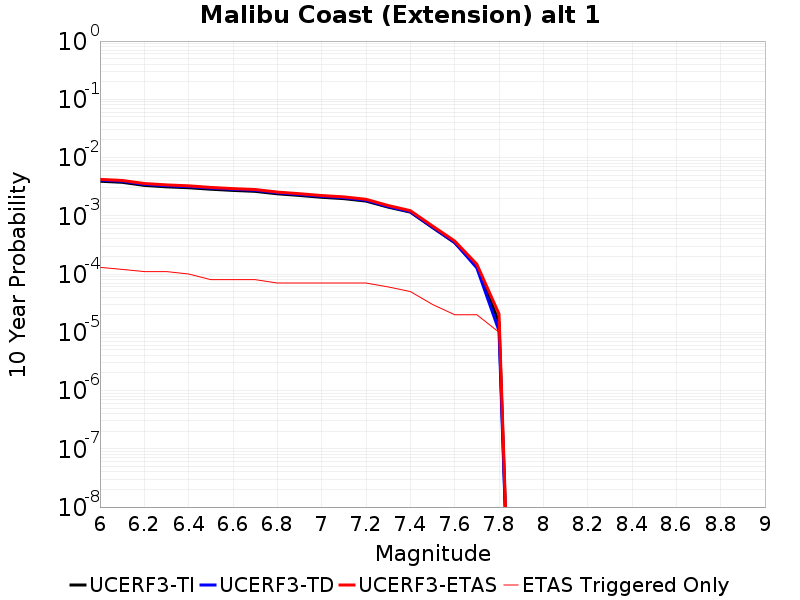 Malibu Coast (Extension) alt 1
10 Year Probability
10^0
10^-1
10^-2
10^-3
10^-4
10^-5
10^-6
10^-7
10^-8
6 6.2 6.4 6.6 6.8 7 7.2 7.4 7.6 7.8 8 8.2 8.4 8.6 8.8 9
Magnitude
UCERF3-TI UCERF3-TD UCERF3-ETAS ETAS Triggered Only